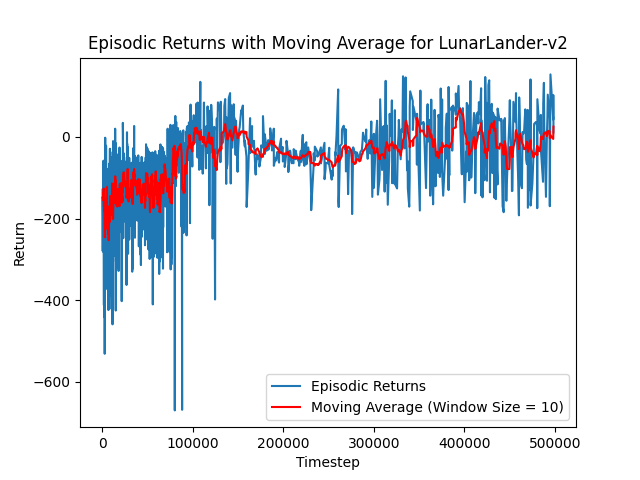 Episodic Returns with Moving Average for LunarLander-v2
Return
0
−200
−400
−600
Episodic Returns
Moving Average (Window Size = 10)
0 100000 200000 300000 400000 500000
Timestep